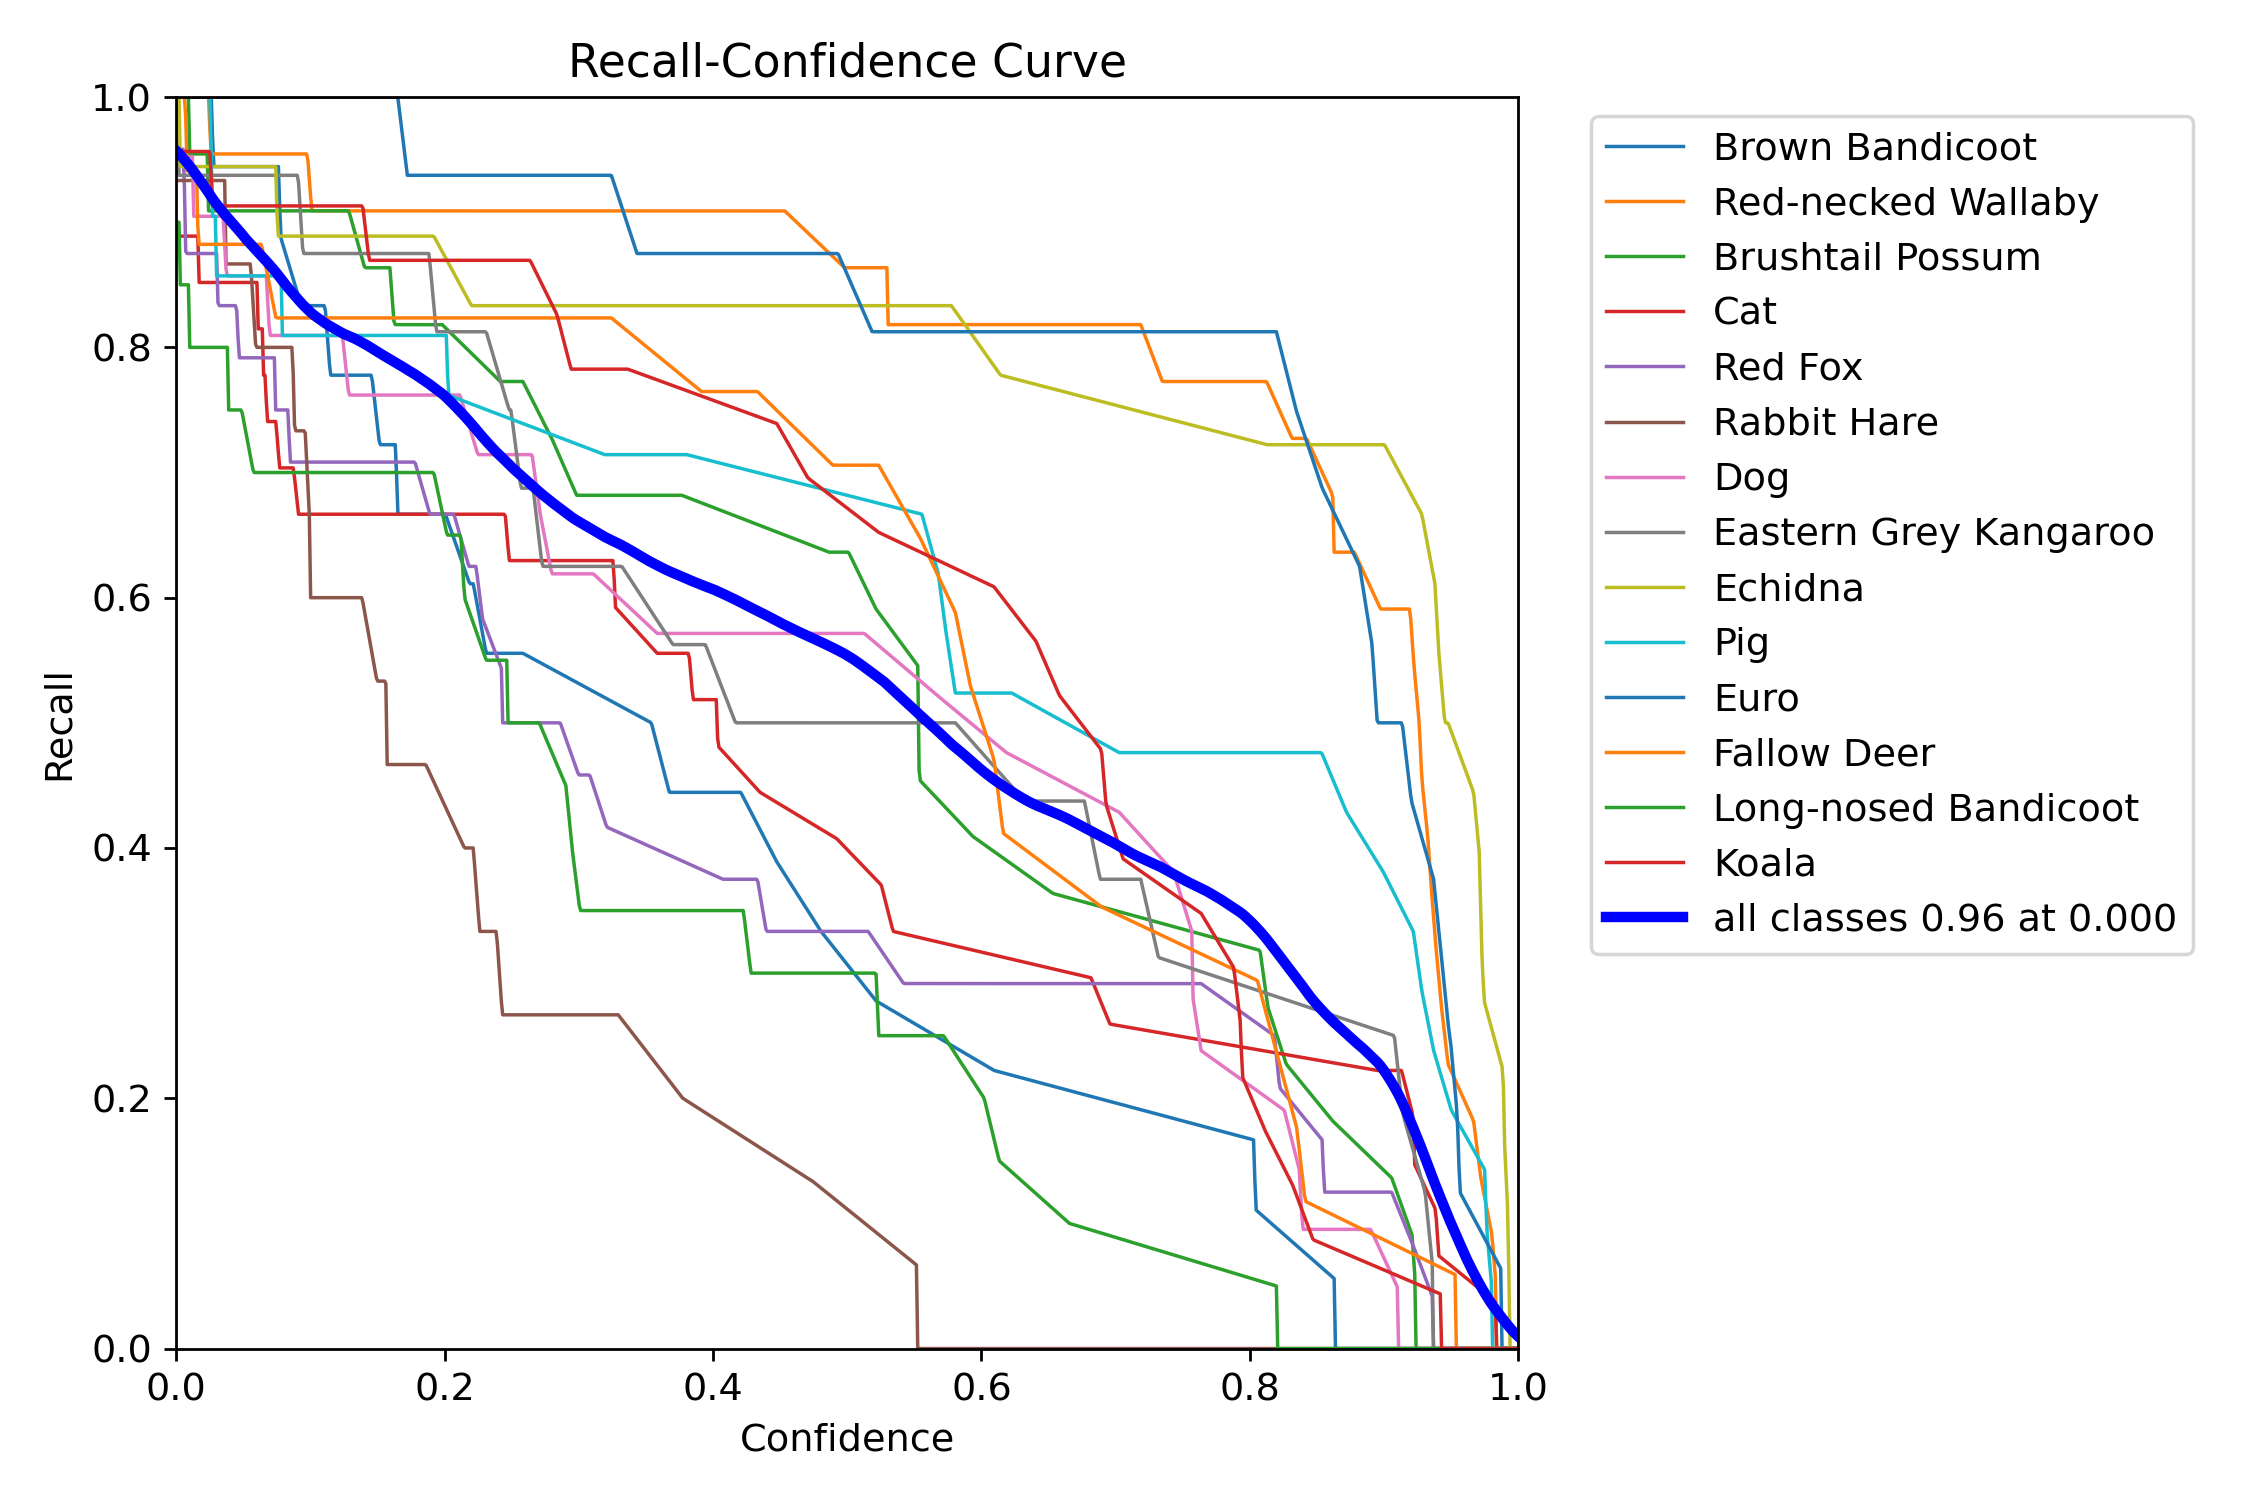 Recall-Confidence Curve
1.0
0.8
0.6
0.4
0.2
0.0
Recall
0.0 0.2 0.4 0.6 0.8 1.0
Confidence
Brown Bandicoot
Red-necked Wallaby
Brushtail Possum
Cat
Red Fox
Rabbit Hare
Dog
Eastern Grey Kangaroo
Echidna
Pig
Euro
Fallow Deer
Long-nosed Bandicoot
Koala
all classes 0.96 at 0.000